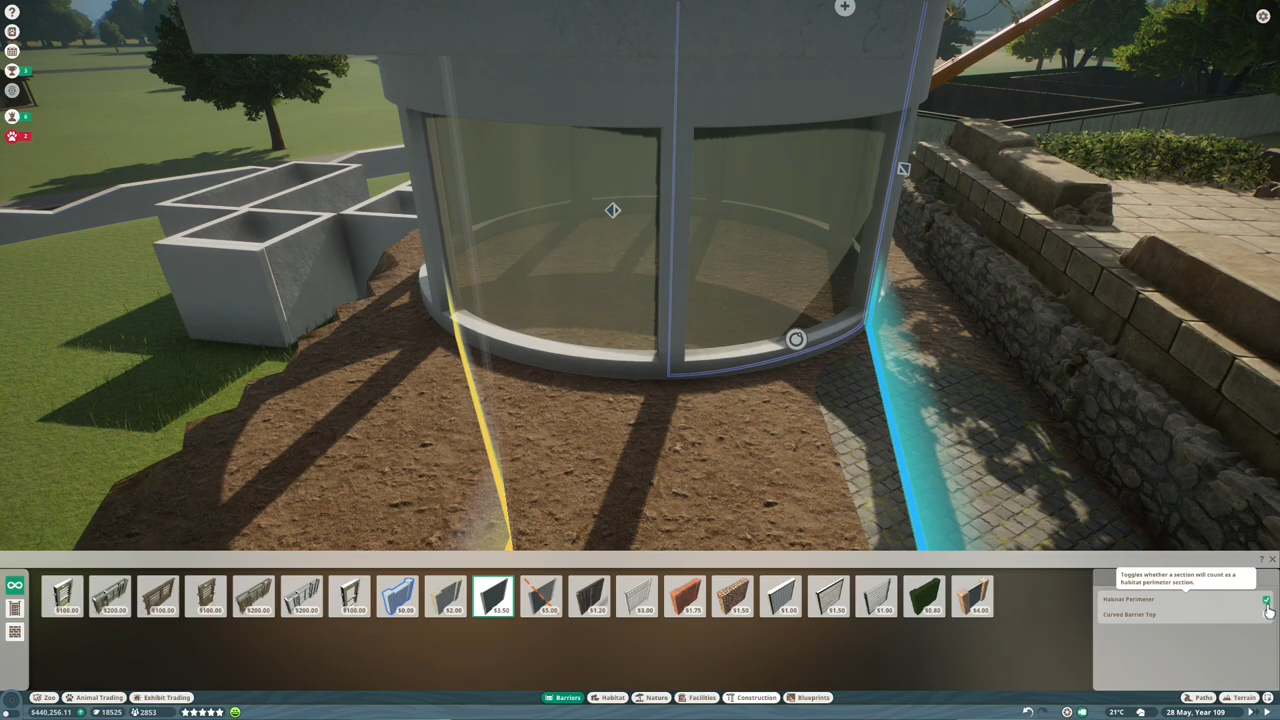 3
6
2
Toggles whether a section will count as a
habitat perimeter section.
Habitat Perimeter
Curved Barrier Top
$100.00
$200.00
$100.00
$100.00
$200.00
$200.00
$100.00
$0.00
$2.00
$3.50
$5.00
$1.20
$3.00
$1.75
$1.50
$1.00
$1.50
$1.00
$0.80
$4.00
Zoo
Animal Trading
Exhibit Trading
Barriers
Habitat
Nature
Facilities
Construction
Blueprints
Paths
Terrain
$440,256.11
18525
2853
21°C
28 May, Year 109